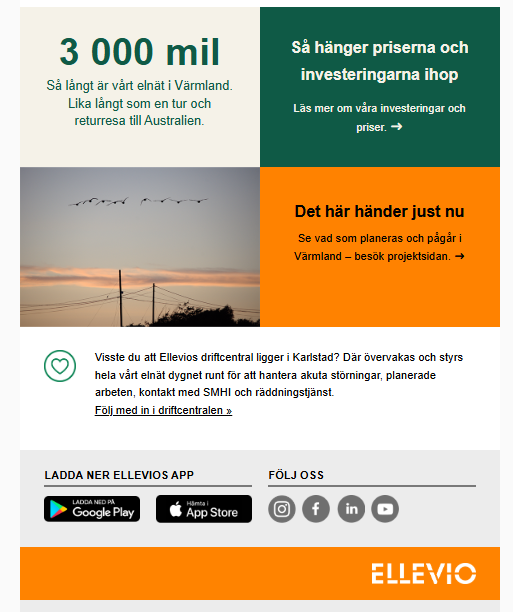 3 000 mil
Så långt är vårt elnät i Värmland.
Lika långt som en tur och
returresa till Australien.
Så hänger priserna och
investeringarna ihop
Läs mer om våra investeringar och
priser. ➔
Det här händer just nu
Se vad som planeras och pågår i
Värmland – besök projektsidan. ➔
Visste du att Ellevios driftcentral ligger i Karlstad? Där övervakas och styrs
hela vårt elnät dygnet runt för att hantera akuta störningar, planerade
arbeten, kontakt med SMHI och räddningstjänst.
Följ med in i driftcentralen »
LADDA NER ELLEVIOS APP
LADDA NED PÅ
Google Play
Hämta i
App Store
FÖLJ OSS
ELLEVIO